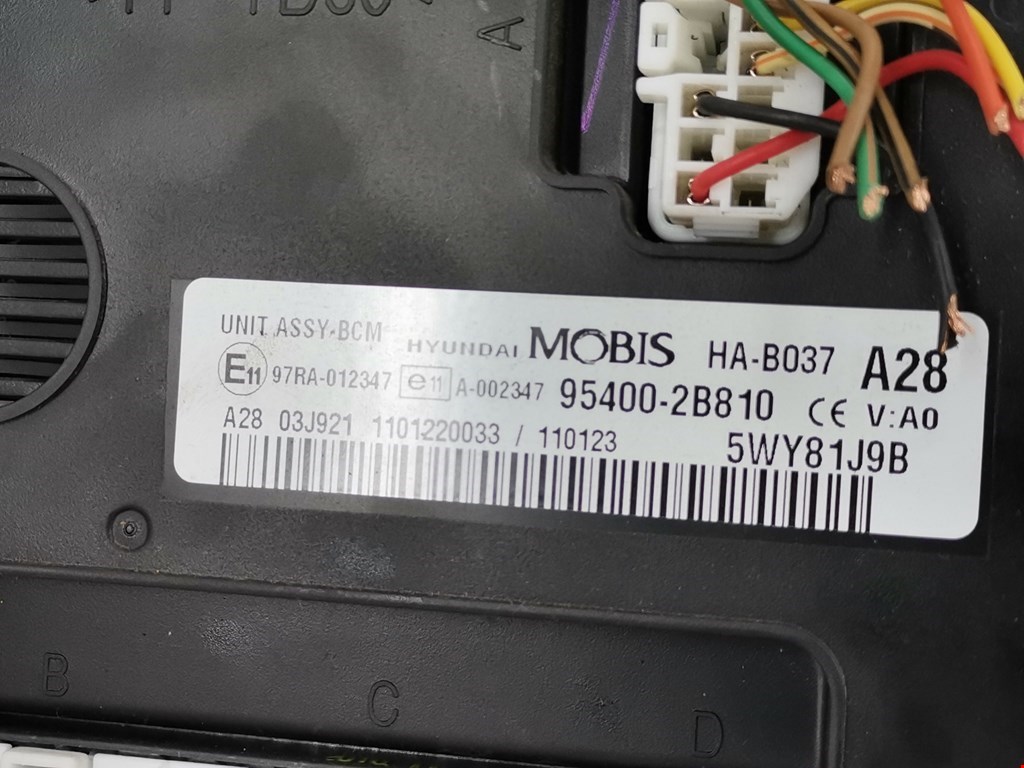 A
UNIT ASSY-BCM HYUNDAI MOBIS HA-B037 A28
E11 97RA-012347 e11 A-002347 95400-2B810 CE V:A0
A28 03J921 1101220033 / 110123 5WY81J9B
B C D